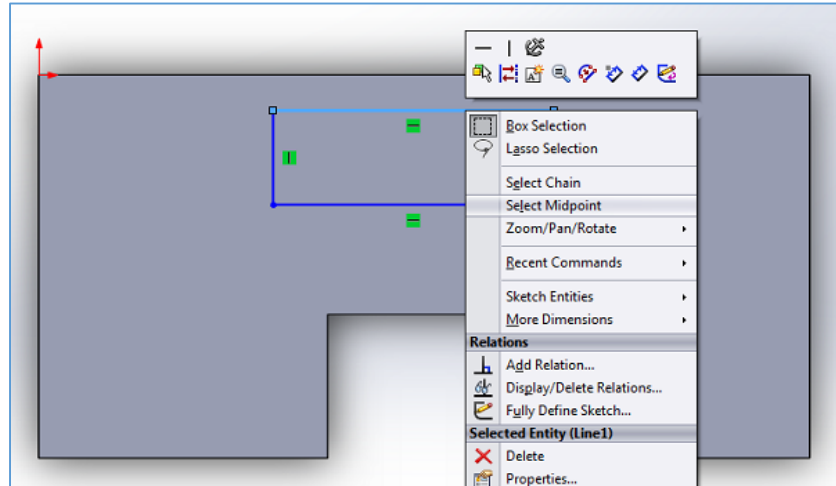 Box Selection
Lasso Selection
Select Chain
Select Midpoint
Zoom/Pan/Rotate
Recent Commands
Sketch Entities
More Dimensions
Relations
Add Relation...
Display/Delete Relations...
Fully Define Sketch...
Selected Entity (Line1)
Delete
Properties...